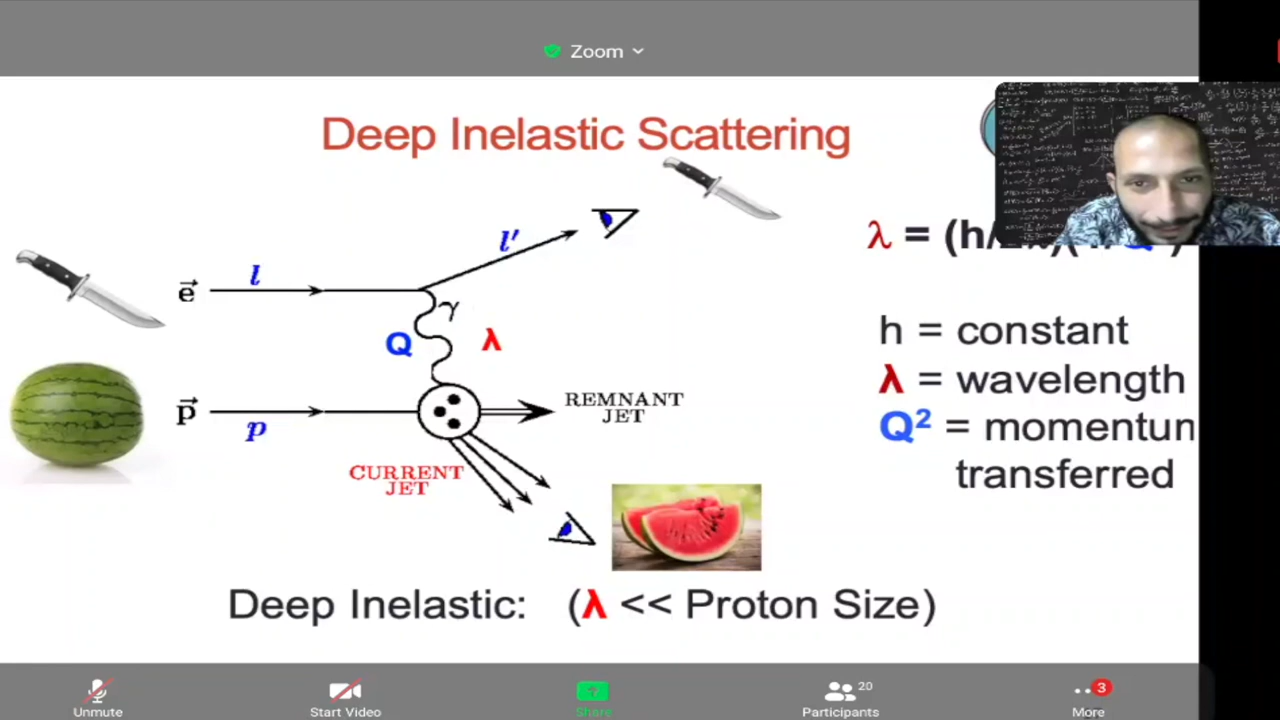 Zoom
Deep Inelastic Scattering
l'
l
e
γ
Q
λ
λ = (h/
h = constant
λ = wavelength
Q² = momentun
transferred
p
p
REMNANT
JET
CURRENT
JET
Deep Inelastic: (λ << Proton Size)
Unmute
Start Video
Share
Participants
20
More
3